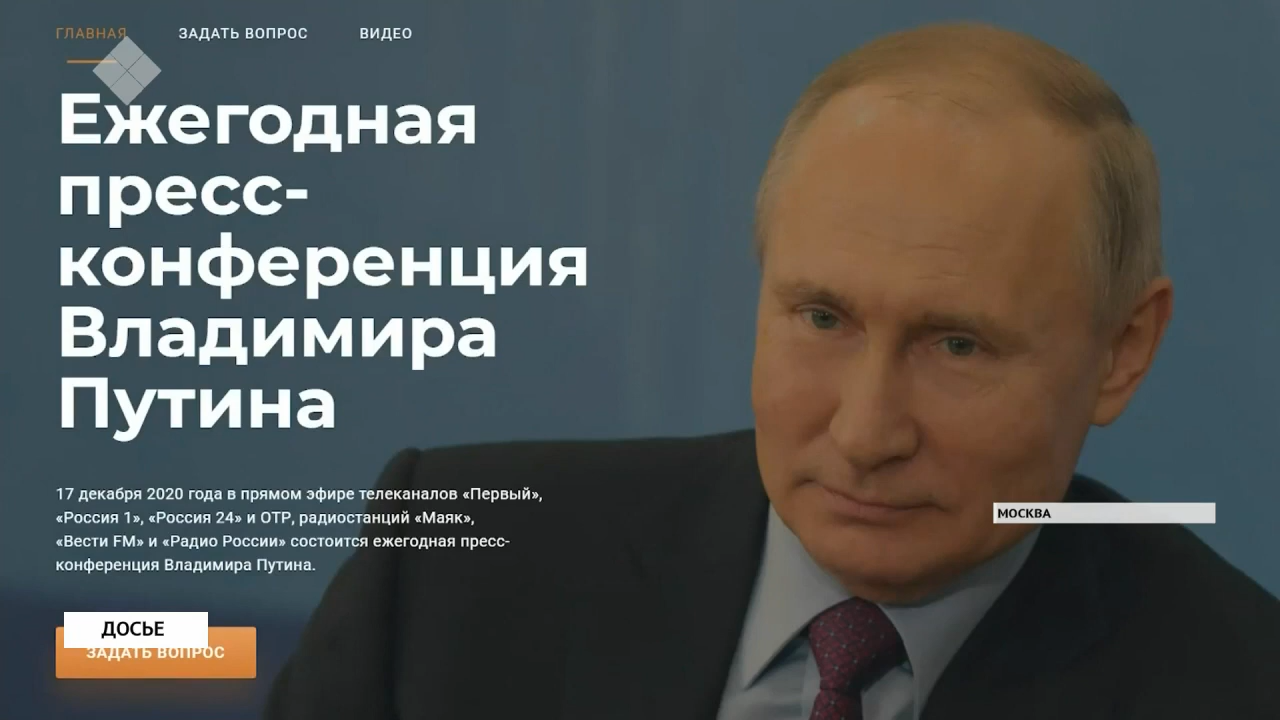 ГЛАВНАЯ
ЗАДАТЬ ВОПРОС
ВИДЕО
Ежегодная
пресс-
конференция
Владимира
Путина
17 декабря 2020 года в прямом эфире телеканалов «Первый»,
«Россия 1», «Россия 24» и ОТР, радиостанций «Маяк»,
«Вести FM» и «Радио России» состоится ежегодная пресс-
конференция Владимира Путина.
МОСКВА
ДОСЬЕ
ЗАДАТЬ ВОПРОС